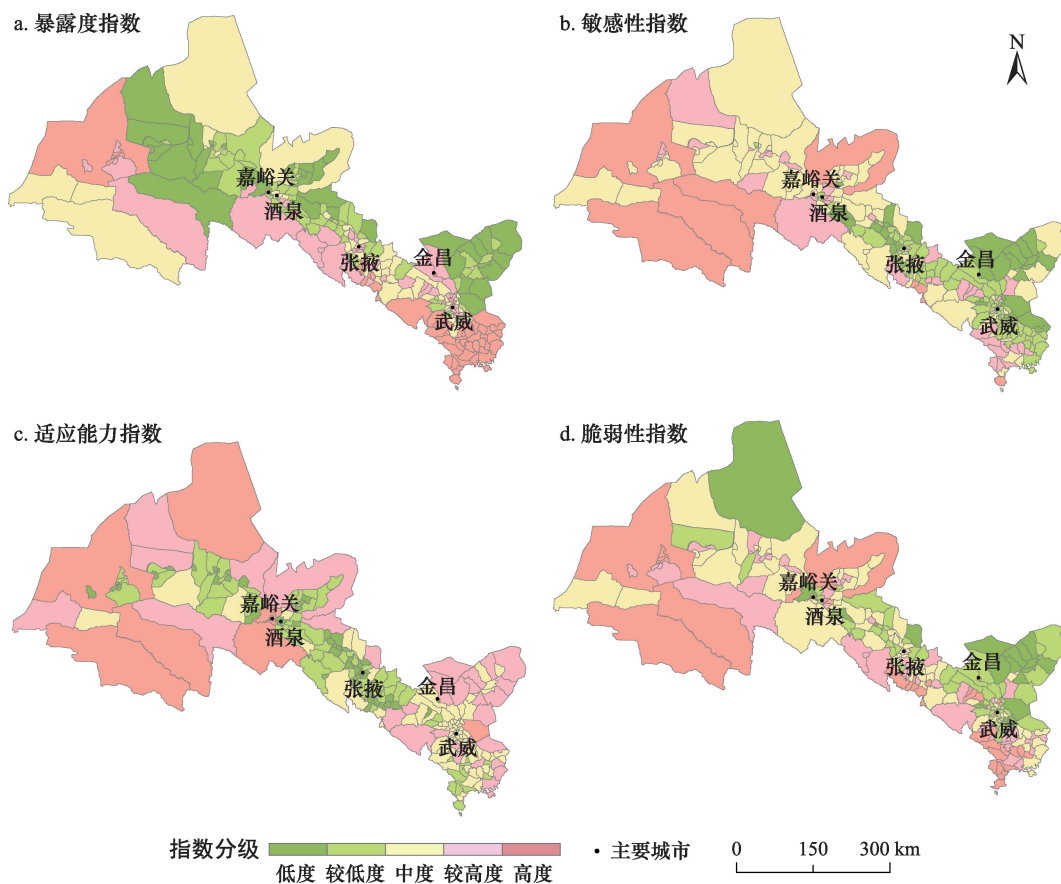 a. 暴露度指数
b. 敏感性指数
N
嘉峪关
酒泉
张掖
金昌
武威
嘉峪关
酒泉
张掖
金昌
武威
c. 适应能力指数
d. 脆弱性指数
嘉峪关
酒泉
张掖
金昌
武威
嘉峪关
酒泉
张掖
金昌
武威
指数分级
低度 较低度 中度 较高度 高度
主要城市
0 150 300 km